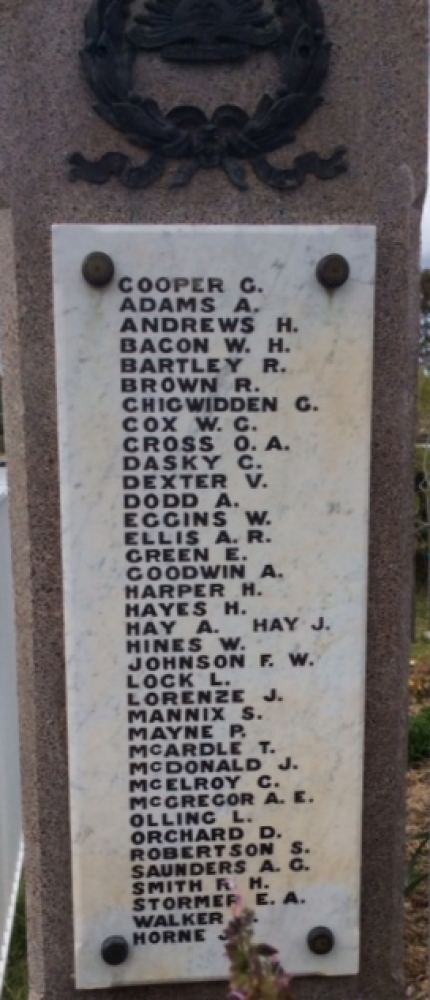 COOPER G.
ADAMS A.
ANDREWS H.
BACON W. H.
BARTLEY R.
BROWN R.
CHIGWIDDEN G.
COX W. G.
CROSS O. A.
DASKY C.
DEXTER V.
DODD A.
EGGINS W.
ELLIS A. R.
GREEN E.
GOODWIN A.
HARPER H.
HAYES H.
HAY A. HAY J.
HINES W.
JOHNSON F. W.
LOCK L.
LORENZE J.
MANNIX S.
MAYNE P.
McARDLE T.
McDONALD J.
McELROY C.
McGREGOR A. E.
OLLING L.
ORCHARD D.
ROBERTSON S.
SAUNDERS A. G.
SMITH H.
STORMER E. A.
WALKER
HORNE